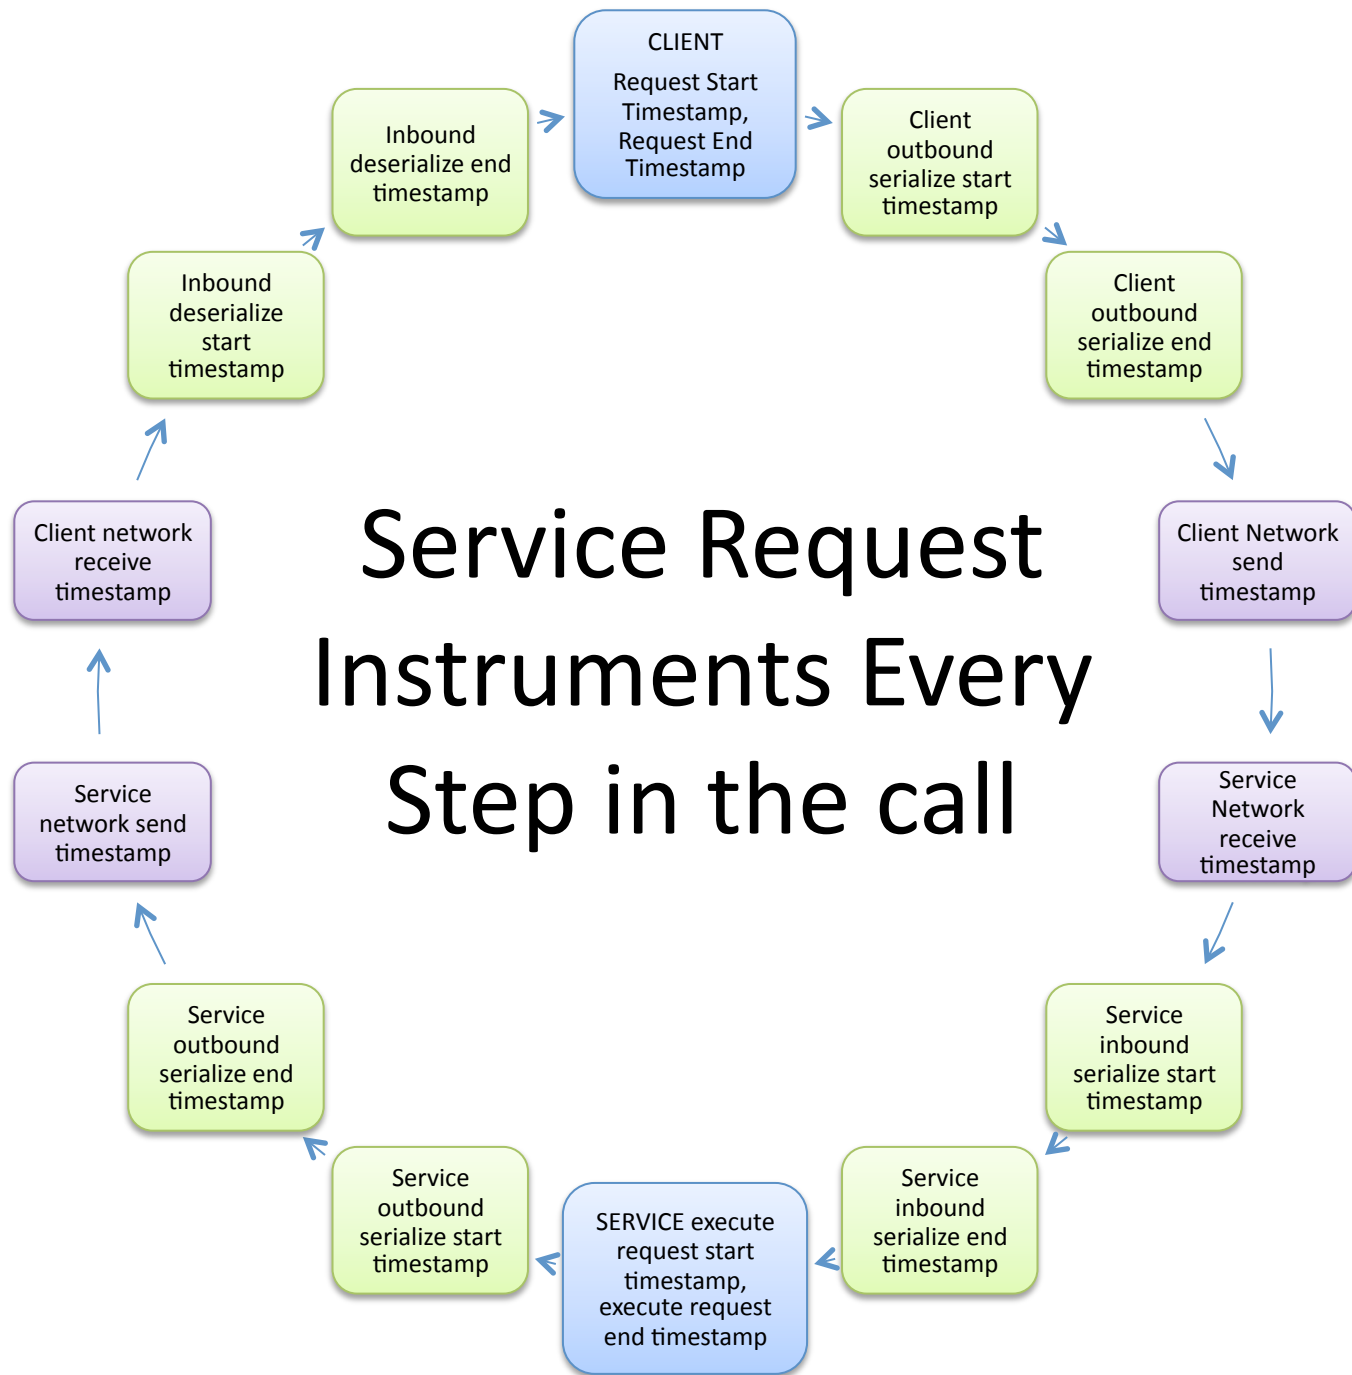 CLIENT
Request Start
Timestamp,
Request End
Timestamp
Client
outbound
serialize start
timestamp
Client
outbound
serialize end
timestamp
Client Network
send
timestamp
Service
Network
receive
timestamp
Service
inbound
serialize start
timestamp
Service
inbound
serialize end
timestamp
SERVICE execute
request start
timestamp,
execute request
end timestamp
Service
outbound
serialize start
timestamp
Service
outbound
serialize end
timestamp
Service
network send
timestamp
Client network
receive
timestamp
Inbound
deserialize
start
timestamp
Inbound
deserialize end
timestamp
Service Request
Instruments Every
Step in the call